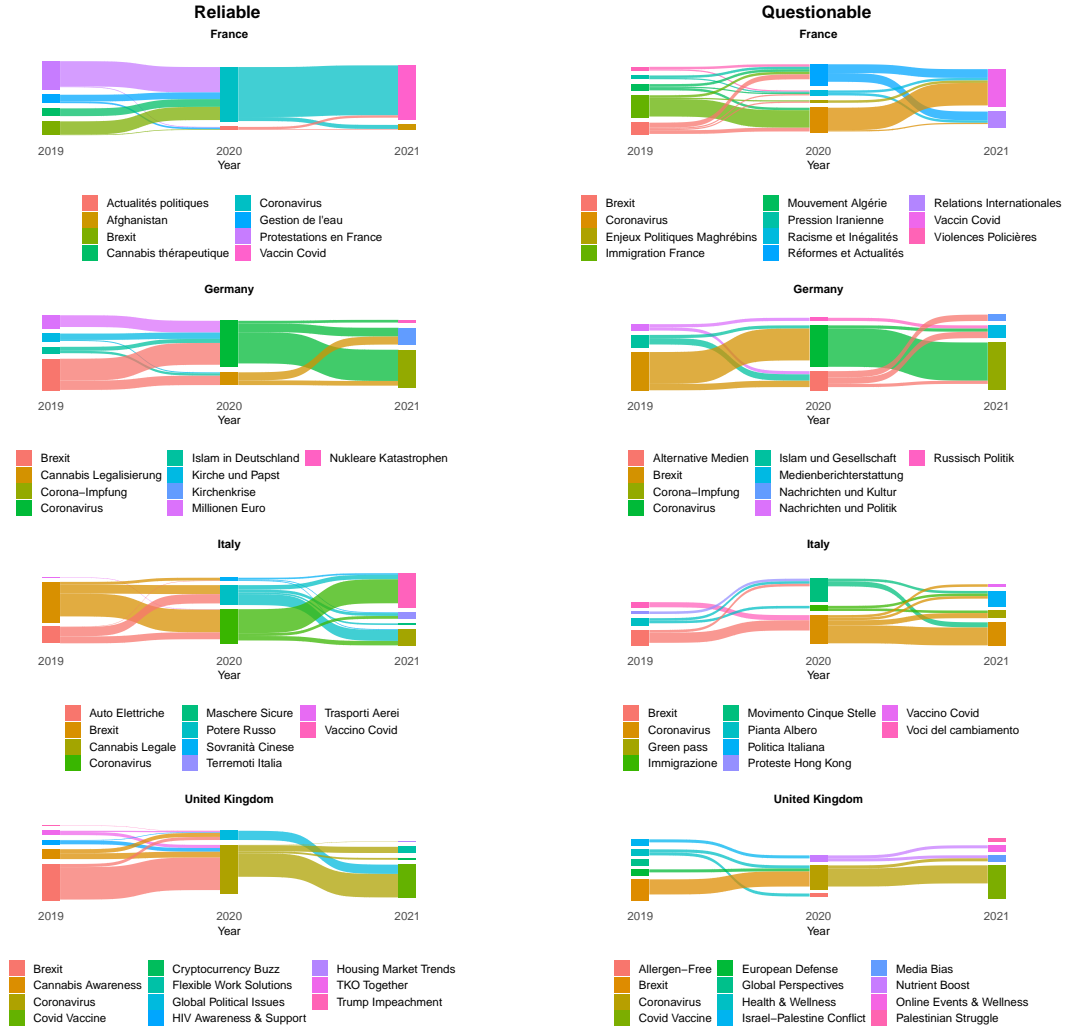 Reliable
Questionable
France
2019 2020 2021
Year
Actualités politiques Coronavirus
Afghanistan Gestion de l'eau
Brexit Protestations en France
Cannabis thérapeutique Vaccin Covid
France
2019 2020 2021
Year
Brexit Mouvement Algérie Relations Internationales
Coronavirus Pression Iranienne Vaccin Covid
Enjeux Politiques Maghrébins Racisme et Inégalités Violences Policières
Immigration France Réformes et Actualités
Germany
2019 2020 2021
Year
Brexit Islam in Deutschland Nukleare Katastrophen
Cannabis Legalisierung Kirche und Papst
Corona−Impfung Kirchenkrise
Coronavirus Millionen Euro
Germany
2019 2020 2021
Year
Alternative Medien Islam und Gesellschaft Russisch Politik
Brexit Medienberichterstattung
Corona−Impfung Nachrichten und Kultur
Coronavirus Nachrichten und Politik
Italy
2019 2020 2021
Year
Auto Elettriche Maschere Sicure Trasporti Aerei
Brexit Potere Russo Vaccino Covid
Cannabis Legale Sovranità Cinese
Coronavirus Terremoti Italia
Italy
2019 2020 2021
Year
Brexit Movimento Cinque Stelle Vaccino Covid
Coronavirus Pianta Albero Voci del cambiamento
Green pass Politica Italiana
Immigrazione Proteste Hong Kong
United Kingdom
2019 2020 2021
Year
Brexit Cryptocurrency Buzz Housing Market Trends
Cannabis Awareness Flexible Work Solutions TKO Together
Coronavirus Global Political Issues Trump Impeachment
Covid Vaccine HIV Awareness & Support
United Kingdom
2019 2020 2021
Year
Allergen−Free European Defense Media Bias
Brexit Global Perspectives Nutrient Boost
Coronavirus Health & Wellness Online Events & Wellness
Covid Vaccine Israel−Palestine Conflict Palestinian Struggle